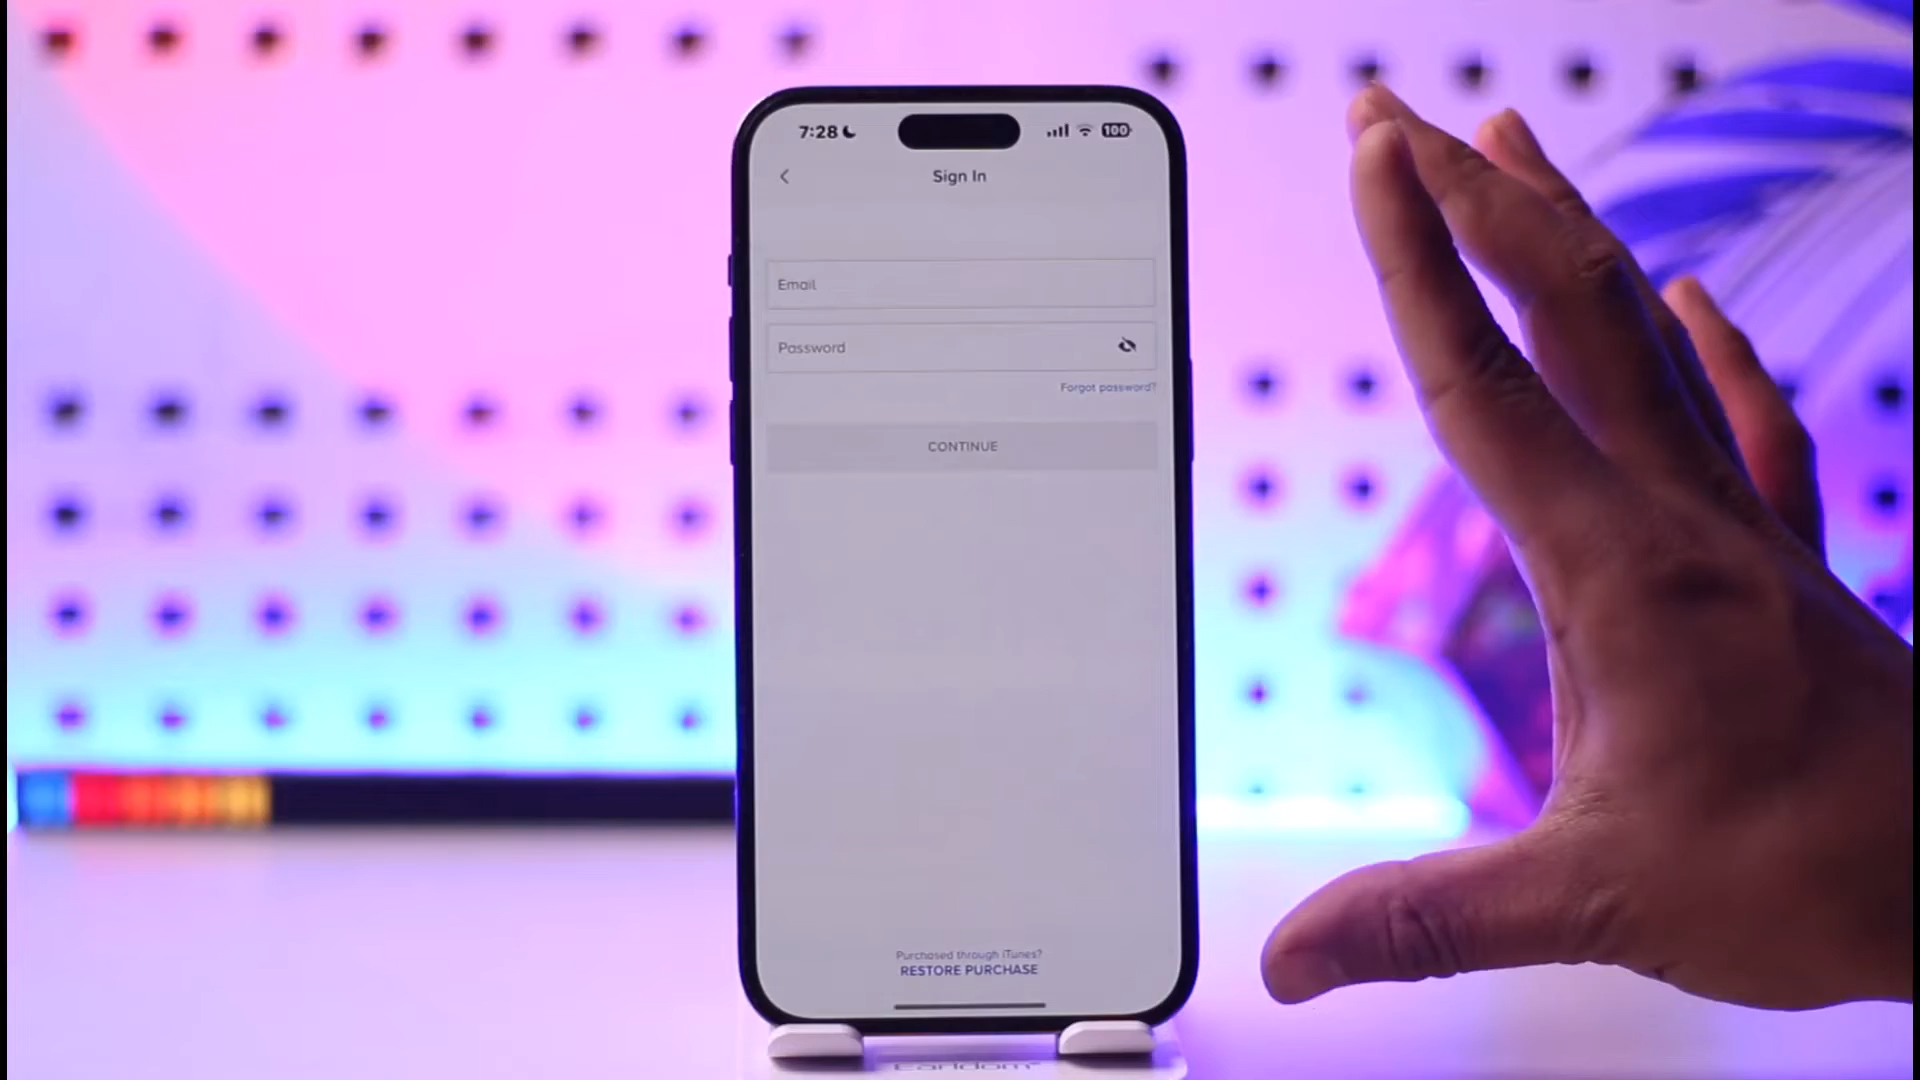 7:28
100
Sign In
Email
Password
Forgot password?
CONTINUE
Purchased through iTunes?
RESTORE PURCHASE